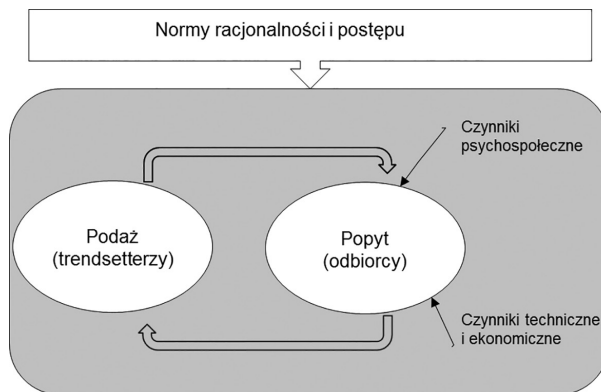 Normy racjonalności i postępu
Czynniki
psychospołeczne
Podaż
(trendsetterzy)
Popyt
(odbiorcy)
Czynniki techniczne
i ekonomiczne